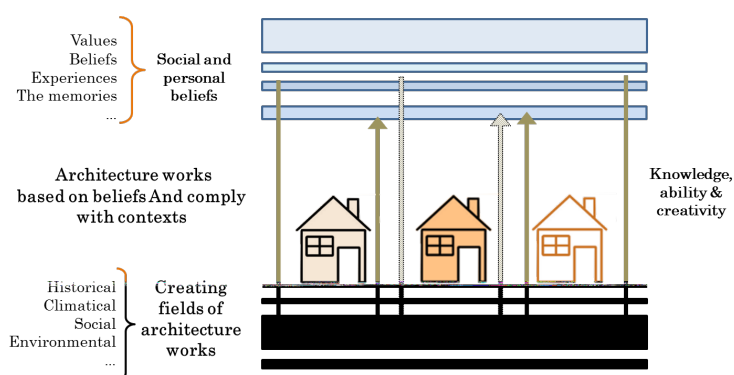 Values
Beliefs
Experiences
The memories
...
Social and
personal
beliefs
Architecture works
based on beliefs And comply
with contexts
Knowledge,
ability &
creativity
Historical
Climatical
Social
Environmental
...
Creating
fields of
architecture
works